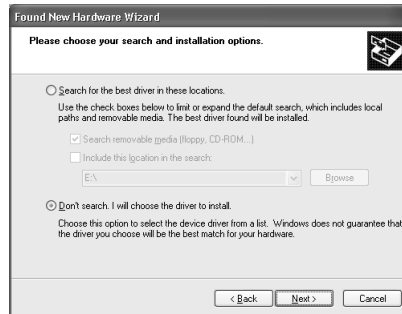 Found New Hardware Wizard
Please choose your search and installation options.
Search for the best driver in these locations.
Use the check boxes below to limit or expand the default search, which includes local
paths and removable media. The best driver found will be installed.
Search removable media (floppy, CD-ROM...)
Include this location in the search:
E:\
Browse
Don't search. I will choose the driver to install.
Choose this option to select the device driver from a list. Windows does not guarantee that
the driver you choose will be the best match for your hardware.
< Back
Next >
Cancel